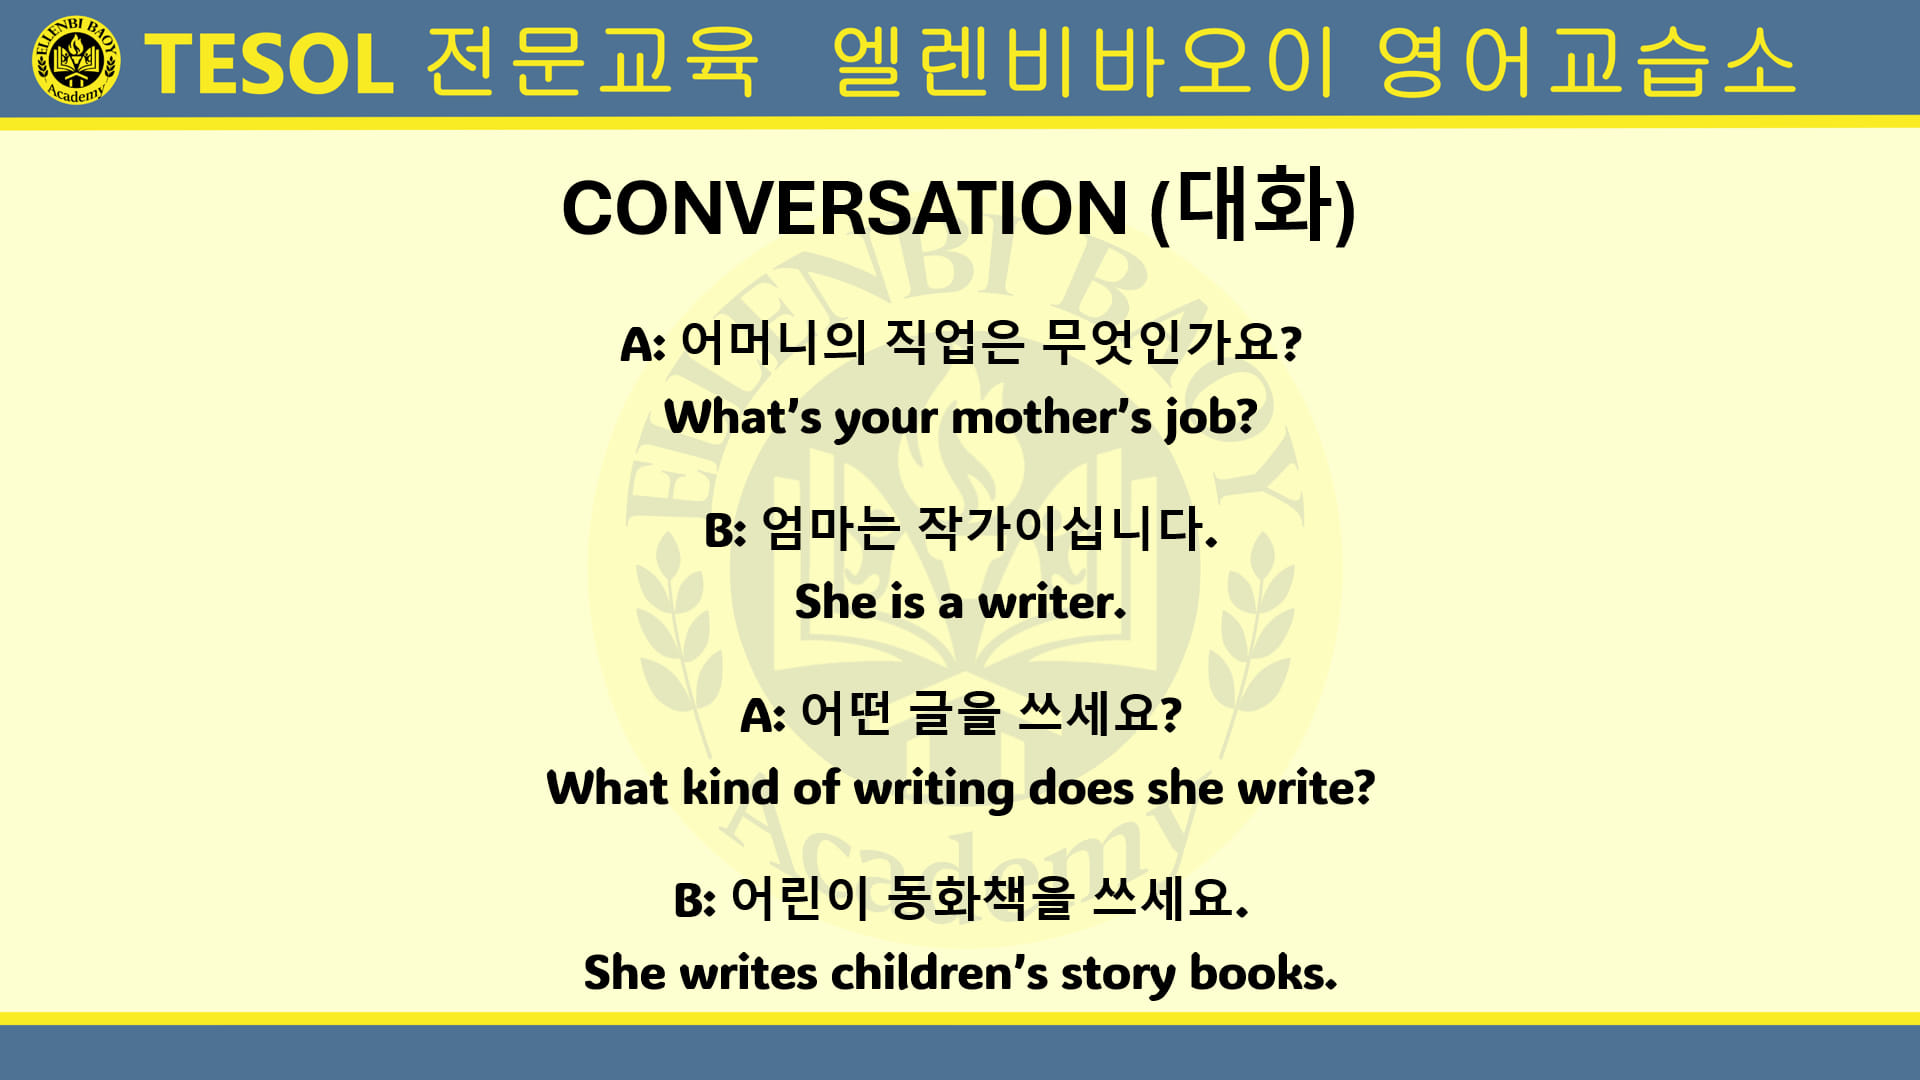 ELLENBI BAOY
Academy
TESOL 전문교육 엘렌비바오이 영어교습소
CONVERSATION (대화)
A: 어머니의 직업은 무엇인가요?
What's your mother's job?
B: 엄마는 작가이십니다.
She is a writer.
A: 어떤 글을 쓰세요?
What kind of writing does she write?
B: 어린이 동화책을 쓰세요.
She writes children's story books.
ELLENBI BAOY
Academy